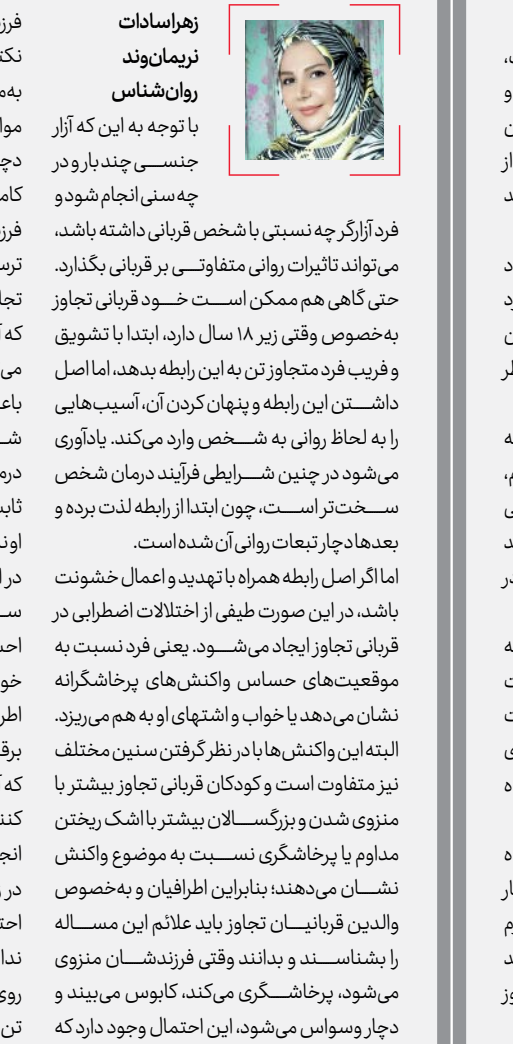 زهراسادات
نریمان‌وند
روان‌شناس
با توجه به این که آزار
جنسی چند بار و در
چه سنی انجام شود و
فرد آزارگر چه نسبتی با شخص قربانی داشته باشد،
می‌تواند تاثیرات روانی متفاوتی بر قربانی بگذارد.
حتی گاهی هم ممکن است خود قربانی تجاوز
به‌خصوص وقتی زیر ۱۸ سال دارد، ابتدا با تشویق
و فریب فرد متجاوز تن به این رابطه بدهد، اما اصل
داشتن این رابطه و پنهان کردن آن، آسیب‌هایی
را به لحاظ روانی به شخص وارد می‌کند. یادآوری
می‌شود در چنین شرایطی فرآیند درمان شخص
سخت‌تر است، چون ابتدا از رابطه لذت برده و
بعدها دچار تبعات روانی آن شده است.
اما اگر اصل رابطه همراه با تهدید و اعمال خشونت
باشد، در این صورت طیفی از اختلالات اضطرابی در
قربانی تجاوز ایجاد می‌شود. یعنی فرد نسبت به
موقعیت‌های حساس واکنش‌های پرخاشگرانه
نشان می‌دهد یا خواب و اشتهای او به هم می‌ریزد.
البته این واکنش‌ها با در نظر گرفتن سنین مختلف
نیز متفاوت است و کودکان قربانی تجاوز بیشتر با
منزوی شدن و بزرگسالان بیشتر با اشک ریختن
مداوم یا پرخاشگری نسبت به موضوع واکنش
نشان می‌دهند؛ بنابراین اطرافیان و به‌خصوص
والدین قربانیان تجاوز باید علائم این مساله
را بشناسند و بدانند وقتی فرزندشان منزوی
می‌شود، پرخاشگری می‌کند، کابوس می‌بیند و
دچار وسواس می‌شود، این احتمال وجود دارد که